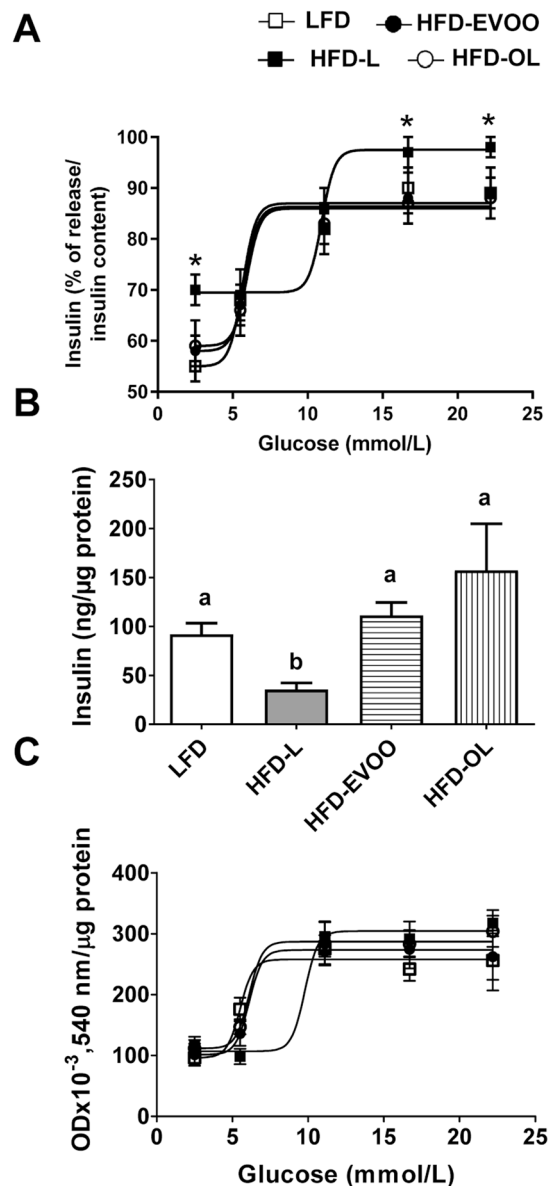 A
LFD HFD-EVOO
HFD-L HFD-OL
Insulin (% of release/
insulin content)
100
90
80
70
60
50
* * *
0 5 10 15 20 25
Glucose (mmol/L)
B
Insulin (ng/µg protein)
250
200
150
100
50
0
a b a a
LFD HFD-L HFD-EVOO HFD-OL
C
ODx10⁻³,540 nm/µg protein
400
300
200
100
0
0 5 10 15 20 25
Glucose (mmol/L)